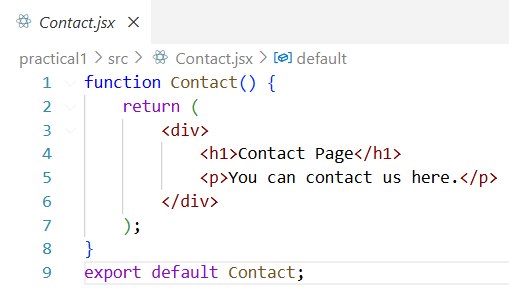 Contact.jsx ×
practical1 > src > Contact.jsx > default
1 function Contact() {
2     return (
3         <div>
4             <h1>Contact Page</h1>
5             <p>You can contact us here.</p>
6         </div>
7     );
8 }
9 export default Contact;